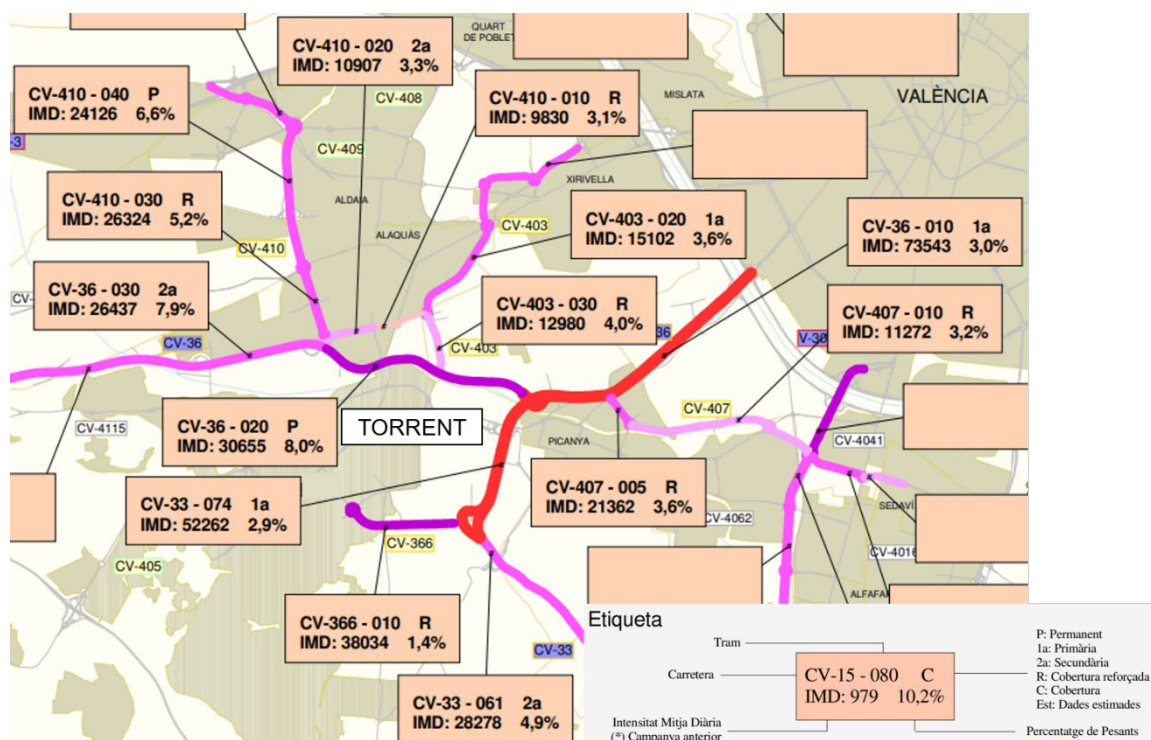 QUART
DE POBLET
CV-410 - 020 2a
IMD: 10907 3,3%
CV-410 - 040 P
IMD: 24126 6,6%
CV-408
CV-410 - 010 R
IMD: 9830 3,1%
MISLATA
VALÈNCIA
-3
CV-409
XIRIVELLA
CV-410 - 030 R
IMD: 26324 5,2%
ALDAIA
CV-403 - 020 1a
IMD: 15102 3,6%
CV-36 - 010 1a
IMD: 73543 3,0%
ALAQUÀS
CV-403
CV-410
CV-36 - 030 2a
IMD: 26437 7,9%
CV-403 - 030 R
IMD: 12980 4,0%
CV-407 - 010 R
IMD: 11272 3,2%
CV-
36
V-30
CV-36
CV-403
CV-407
CV-36 - 020 P
IMD: 30655 8,0%
TORRENT
CV-4115
PICANYA
CV-4041
CV-33 - 074 1a
IMD: 52262 2,9%
CV-407 - 005 R
IMD: 21362 3,6%
SEDAVÍ
CV-4062
CV-366
CV-4016
CV-405
ALFAFA
CV-366 - 010 R
IMD: 38034 1,4%
CV-33
CV-33 - 061 2a
IMD: 28278 4,9%
Etiqueta
Tram
Carretera
CV-15 - 080 C
IMD: 979 10,2%
P: Permanent
1a: Primària
2a: Secundària
R: Cobertura reforçada
C: Cobertura
Est: Dades estimades
Intensitat Mitja Diària
(*) Campanya anterior
Percentatge de Pesants